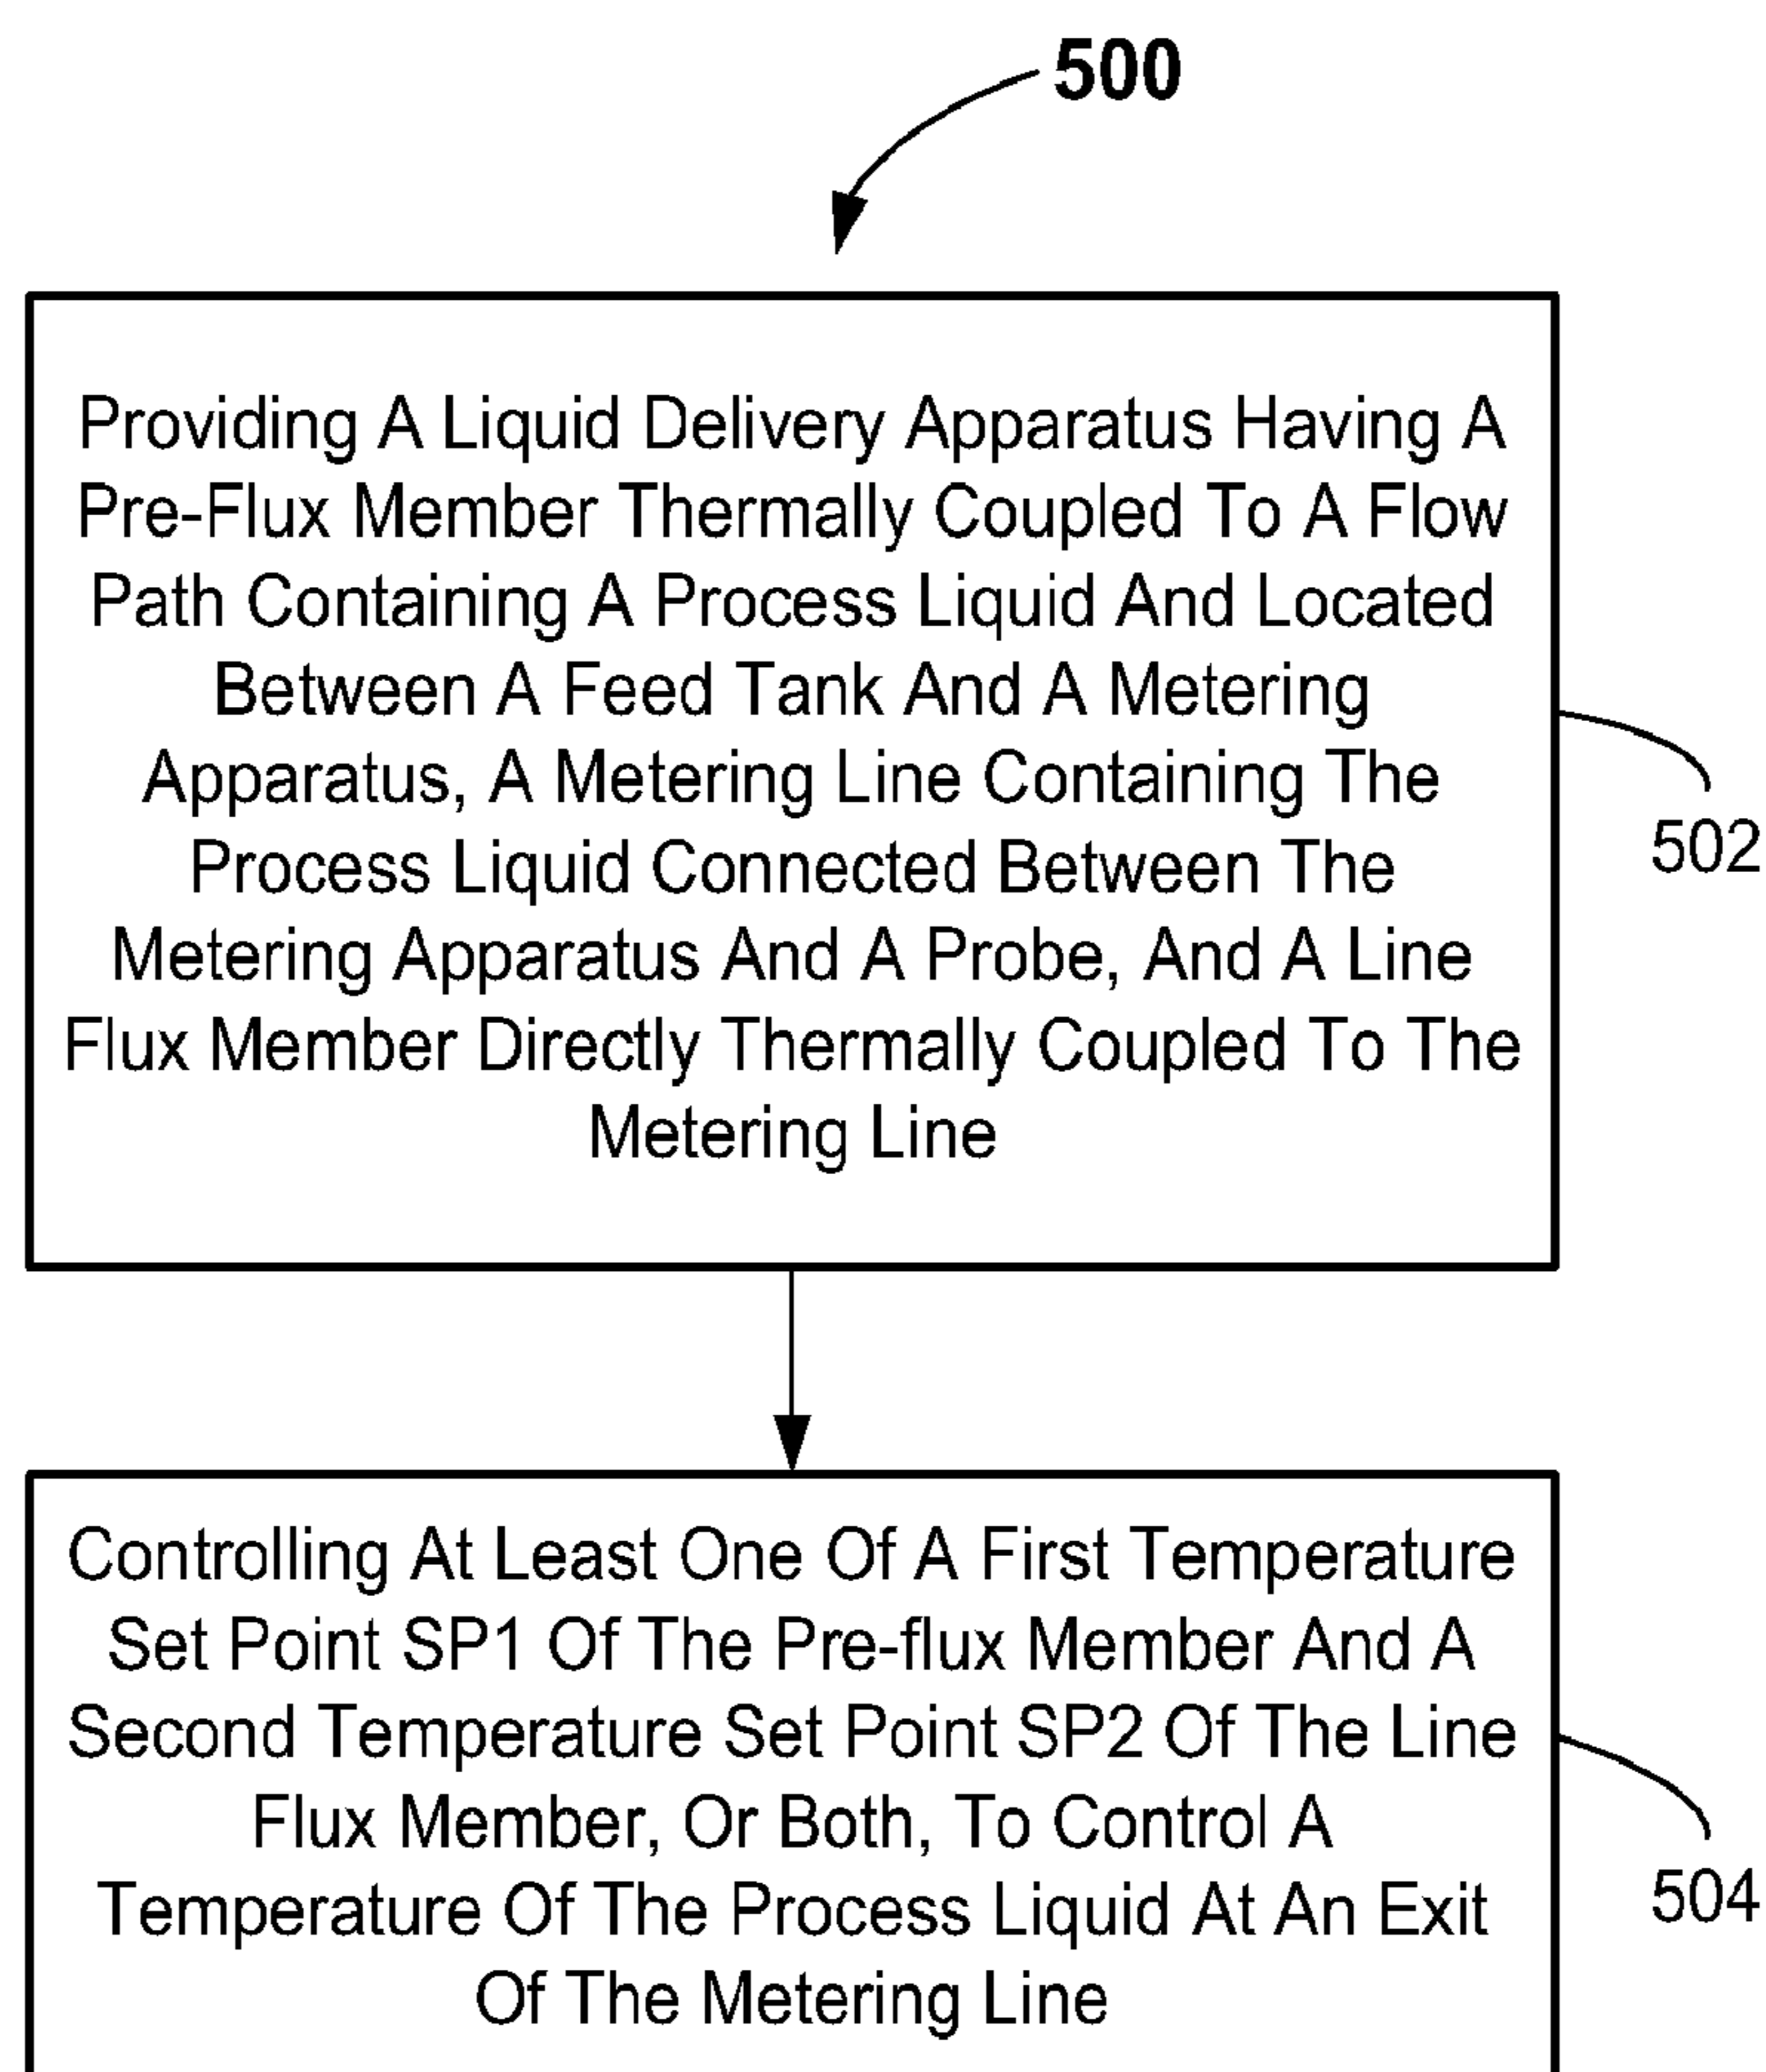 500
Providing A Liquid Delivery Apparatus Having A
Pre-Flux Member Thermally Coupled To A Flow
Path Containing A Process Liquid And Located
Between A Feed Tank And A Metering
Apparatus, A Metering Line Containing The
Process Liquid Connected Between The
Metering Apparatus And A Probe, And A Line
Flux Member Directly Thermally Coupled To The
Metering Line
502
Controlling At Least One Of A First Temperature
Set Point SP1 Of The Pre-flux Member And A
Second Temperature Set Point SP2 Of The Line
Flux Member, Or Both, To Control A
Temperature Of The Process Liquid At An Exit
Of The Metering Line
504